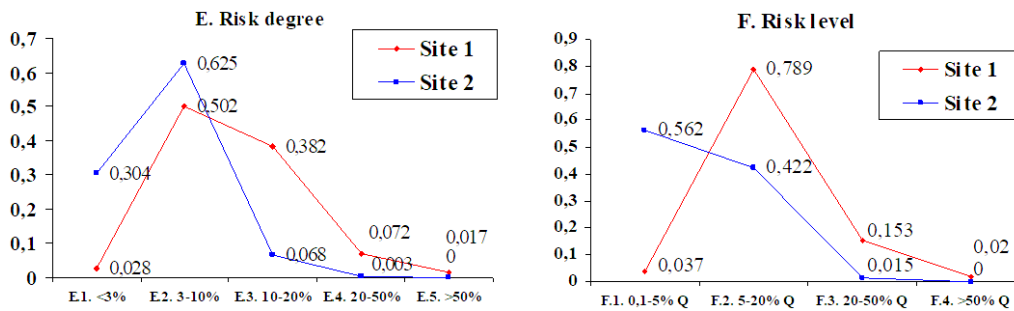 E. Risk degree
0,7
0,6
0,5
0,4
0,3
0,2
0,1
0
Site 1
Site 2
0,625
0,502
0,382
0,304
0,028
0,068
0,072
0,003
0,017
0
E.1. <3%
E2. 3-10%
E3. 10-20%
E4. 20-50%
E.5. >50%
F. Risk level
0,9
0,8
0,7
0,6
0,5
0,4
0,3
0,2
0,1
0
Site 1
Site 2
0,789
0,562
0,422
0,037
0,153
0,015
0,02
0
F.1. 0,1-5% Q
F.2. 5-20% Q
F.3. 20-50% Q
F.4. >50% Q